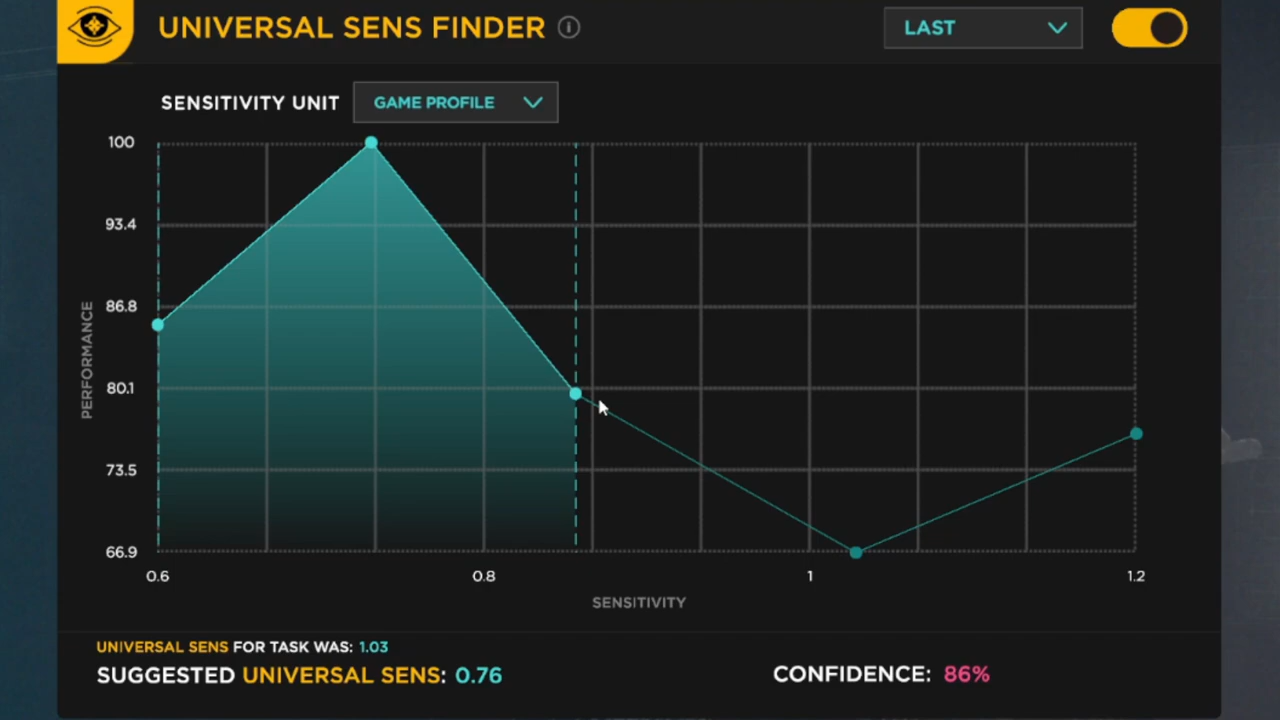 UNIVERSAL SENS FINDER
LAST
SENSITIVITY UNIT
GAME PROFILE
100
93.4
86.8
80.1
73.5
66.9
PERFORMANCE
0.6
0.8
1
1.2
SENSITIVITY
UNIVERSAL SENS FOR TASK WAS: 1.03
SUGGESTED UNIVERSAL SENS: 0.76
CONFIDENCE: 86%